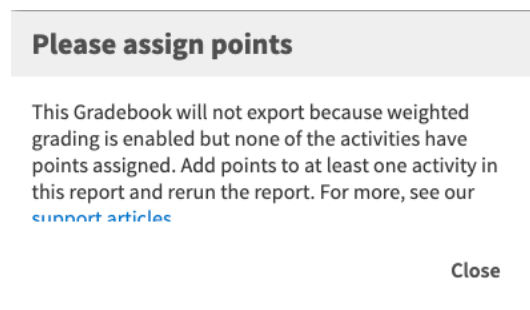 Please assign points
This Gradebook will not export because weighted
grading is enabled but none of the activities have
points assigned. Add points to at least one activity in
this report and rerun the report. For more, see our
support articles
Close